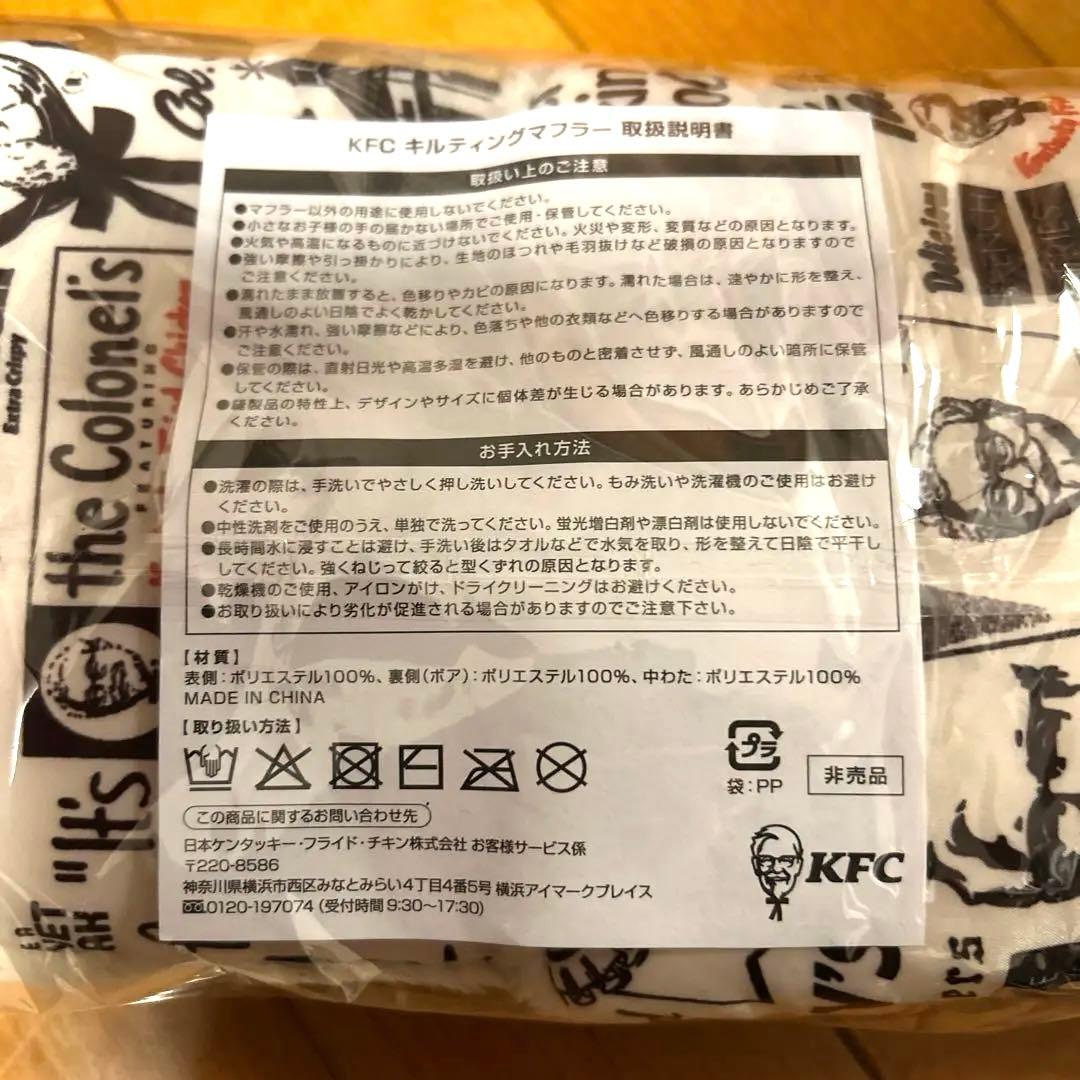 KFC キルティングマフラー 取扱説明書
取扱い上のご注意
●マフラー以外の用途に使用しないでください。
●小さなお子様の手の届かない場所でご使用・保管してください。
●火気や高温になるものに近づけないでください。火災や変形、変質などの原因となります。
●強い摩擦や引っ掛かりにより、生地のほつれや毛羽抜けなど破損の原因となりますので
ご注意ください。
●濡れたまま放置すると、色移りやカビの原因になります。濡れた場合は、速やかに形を整え、
風通しのよい日陰でよく乾かしてください。
●汗や水濡れ、強い摩擦などにより、色落ちや他の衣類などへ色移りする場合がありますので
ご注意ください。
●保管の際は、直射日光や高温多湿を避け、他のものと密着させず、風通しのよい暗所に保管
してください。
●縫製品の特性上、デザインやサイズに個体差が生じる場合があります。あらかじめご了承
ください。
お手入れ方法
●洗濯の際は、手洗いでやさしく押し洗いしてください。もみ洗いや洗濯機のご使用はお避け
ください。
●中性洗剤をご使用のうえ、単独で洗ってください。蛍光増白剤や漂白剤は使用しないでください。
●長時間水に浸すことは避け、手洗い後はタオルなどで水気を取り、形を整えて日陰で平干し
してください。強くねじって絞ると型くずれの原因となります。
●乾燥機のご使用、アイロンがけ、ドライクリーニングはお避けください。
●お取り扱いにより劣化が促進される場合がありますのでご注意下さい。
【材質】
表側：ポリエステル100%、裏側（ボア）：ポリエステル100%、中わた：ポリエステル100%
MADE IN CHINA
【取り扱い方法】
プラ
袋：PP
非売品
この商品に関するお問い合わせ先
日本ケンタッキー・フライド・チキン株式会社 お客様サービス係
〒220-8586
神奈川県横浜市西区みなとみらい4丁目4番5号 横浜アイマークプレイス
0120-197074（受付時間 9:30～17:30）
KFC
the Colonel's
FEATURING
Extra Crispy
"It's
Col.
Delicious